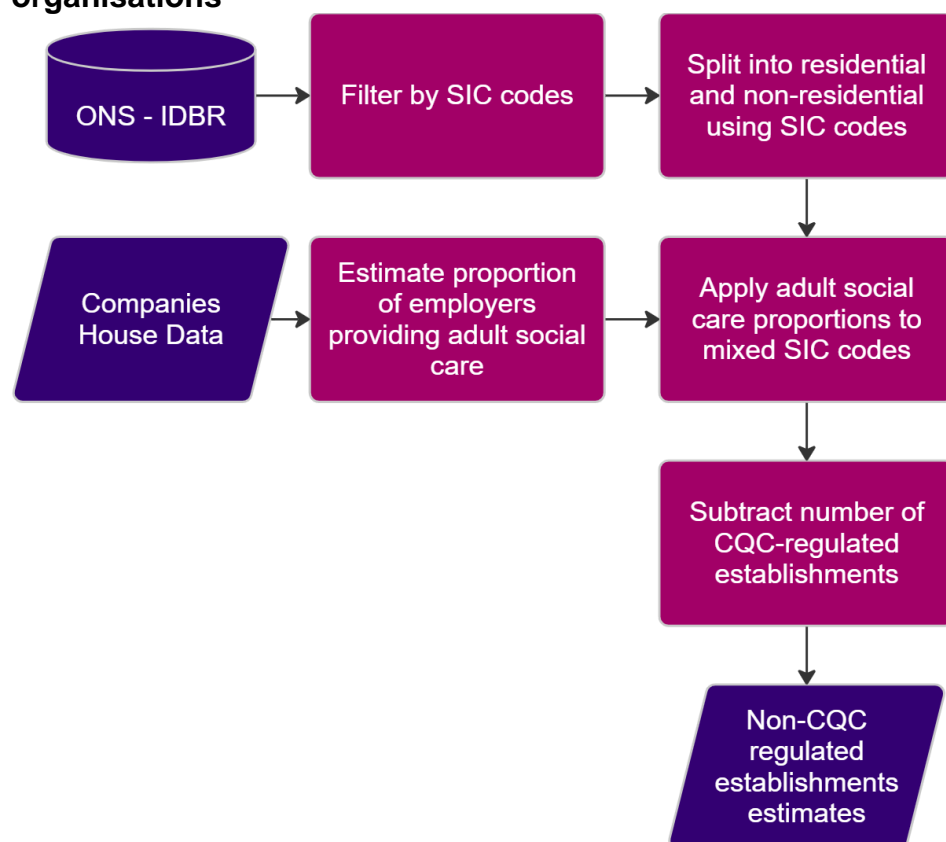 organisations
ONS - IDBR
Filter by SIC codes
Split into residential
and non-residential
using SIC codes
Companies
House Data
Estimate proportion
of employers
providing adult social
care
Apply adult social
care proportions to
mixed SIC codes
Subtract number of
CQC-regulated
establishments
Non-CQC
regulated
establishments
estimates